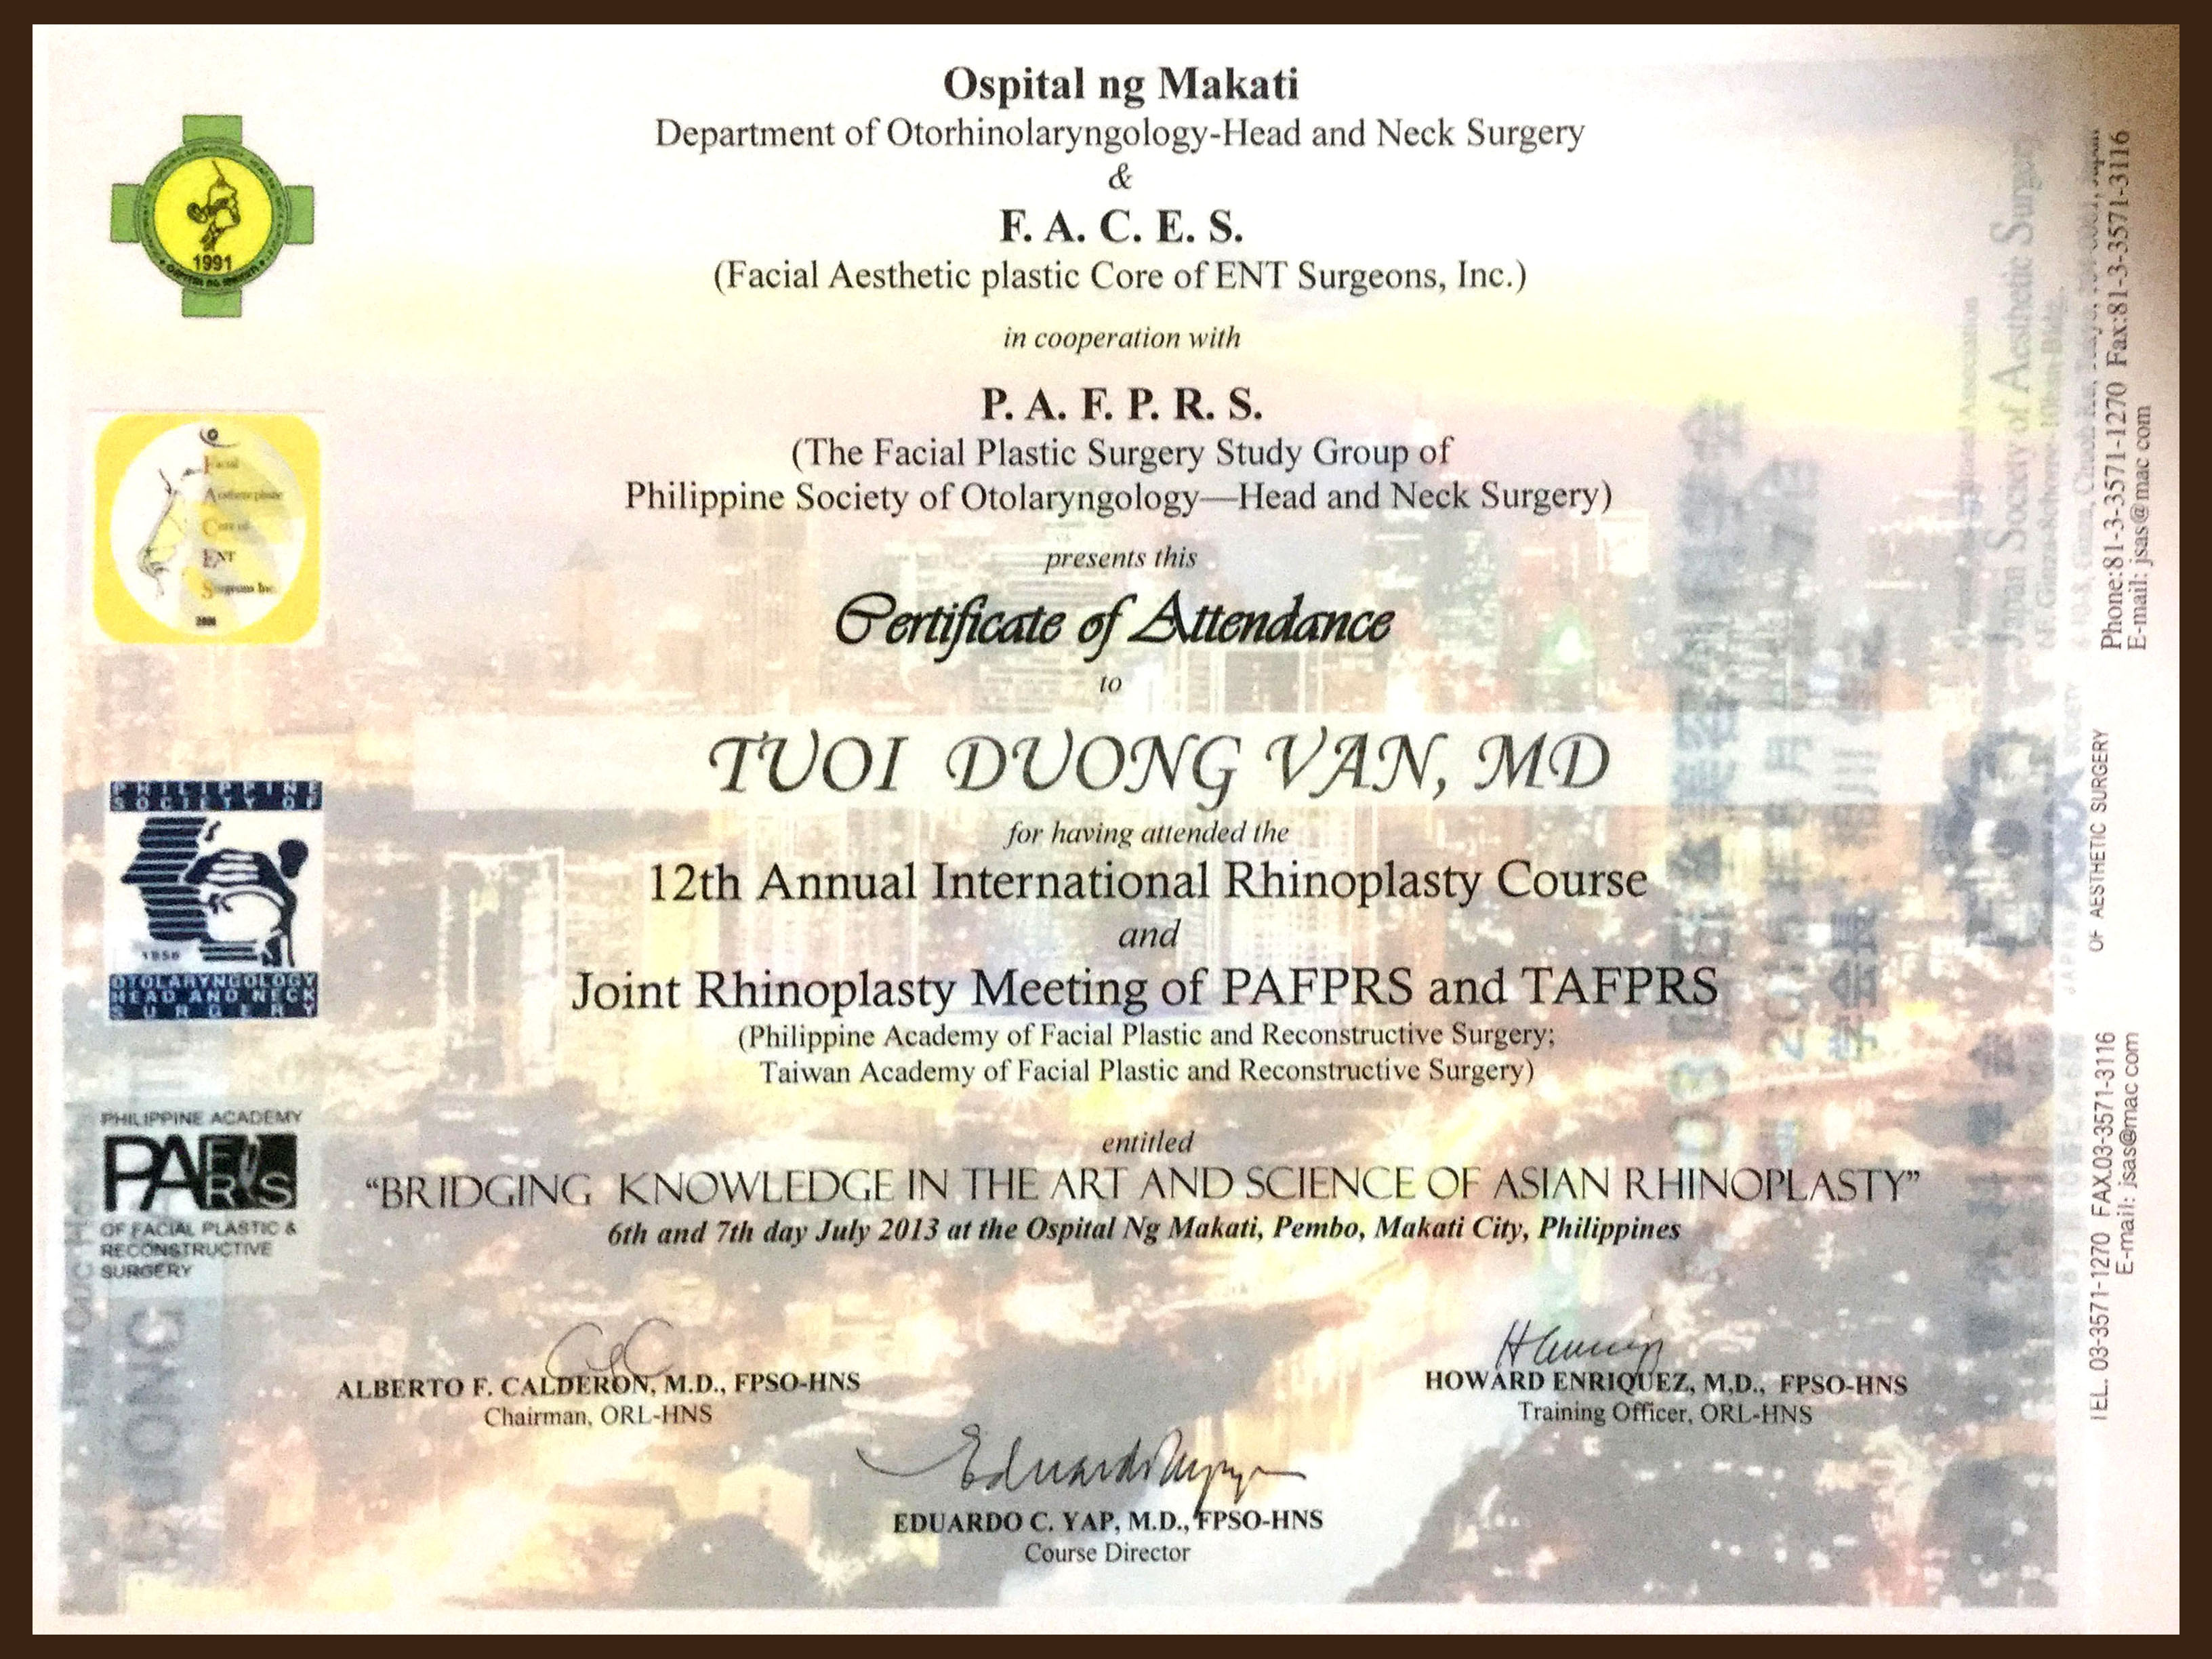 Ospital ng Makati
Department of Otorhinolaryngology-Head and Neck Surgery
&
F. A. C. E. S.
(Facial Aesthetic plastic Core of ENT Surgeons, Inc.)
in cooperation with
P. A. F. P. R. S.
(The Facial Plastic Surgery Study Group of
Philippine Society of Otolaryngology—Head and Neck Surgery)
presents this
Certificate of Attendance
to
TUOI DUONG VAN, MD
for having attended the
12th Annual International Rhinoplasty Course
and
Joint Rhinoplasty Meeting of PAFPRS and TAFPRS
(Philippine Academy of Facial Plastic and Reconstructive Surgery;
Taiwan Academy of Facial Plastic and Reconstructive Surgery)
entitled
“BRIDGING KNOWLEDGE IN THE ART AND SCIENCE OF ASIAN RHINOPLASTY”
6th and 7th day July 2013 at the Ospital Ng Makati, Pembo, Makati City, Philippines
ALBERTO F. CALDERON, M.D., FPSO-HNS
Chairman, ORL-HNS
HOWARD ENRIQUEZ, M,D., FPSO-HNS
Training Officer, ORL-HNS
EDUARDO C. YAP, M.D., FPSO-HNS
Course Director
1991
Facial
Aesthetic plastic
Core of
ENT
Surgeons Inc.
PHILIPPINE
SOCIETY OF
1956
OTOLARYNGOLOGY
HEAD AND NECK
SURGERY
PHILIPPINE ACADEMY
PAFPRS
OF FACIAL PLASTIC &
RECONSTRUCTIVE
SURGERY
Japan Society of Aesthetic Surgery
Phone:81-3-3571-1270 Fax:81-3-3571-3116
E-mail: jsas@mac com
OF AESTHETIC SURGERY
TEL. 03-3571-1270 FAX.03-3571-3116
E-mail: jsas@mac com